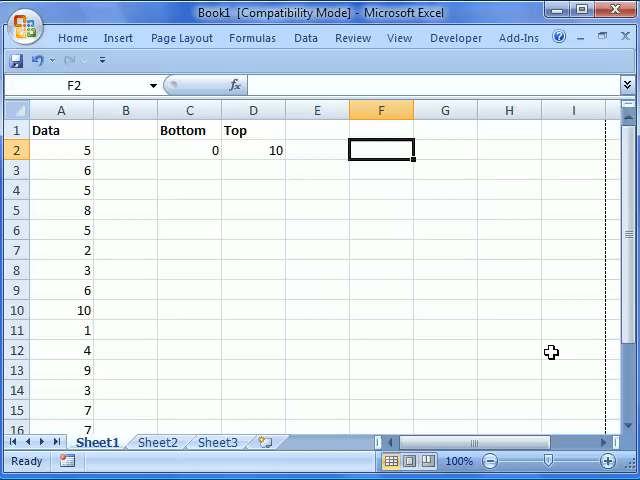 Book1 [Compatibility Mode] - Microsoft Excel
Home Insert Page Layout Formulas Data Review View Developer Add-Ins
F2 fx
A B C D E F G H I
1 Data Bottom Top
2 5 0 10
3 6
4 5
5 8
6 5
7 2
8 3
9 6
10 10
11 1
12 4
13 9
14 3
15 7
16 7
Sheet1 Sheet2 Sheet3
Ready 100%